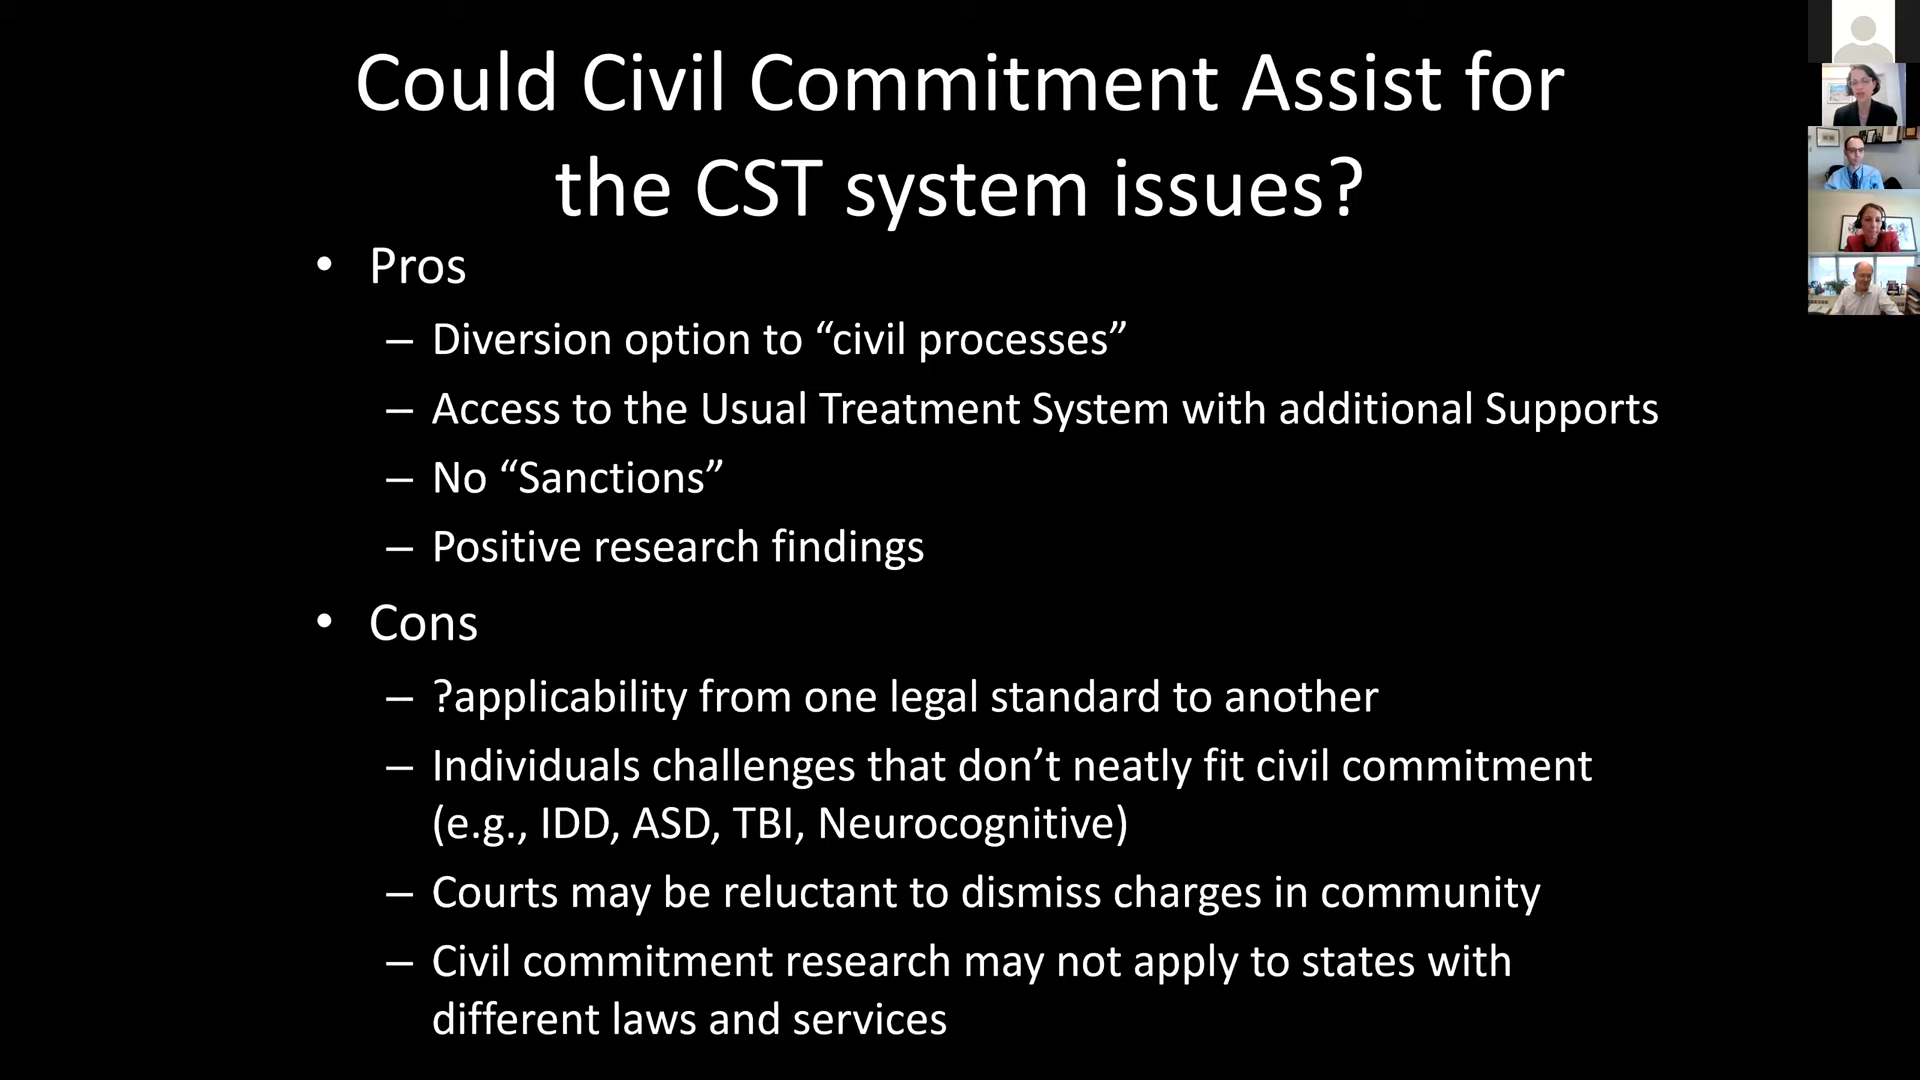 Could Civil Commitment Assist for
the CST system issues?
• Pros
– Diversion option to “civil processes”
– Access to the Usual Treatment System with additional Supports
– No “Sanctions”
– Positive research findings
• Cons
– ?applicability from one legal standard to another
– Individuals challenges that don’t neatly fit civil commitment
(e.g., IDD, ASD, TBI, Neurocognitive)
– Courts may be reluctant to dismiss charges in community
– Civil commitment research may not apply to states with
different laws and services